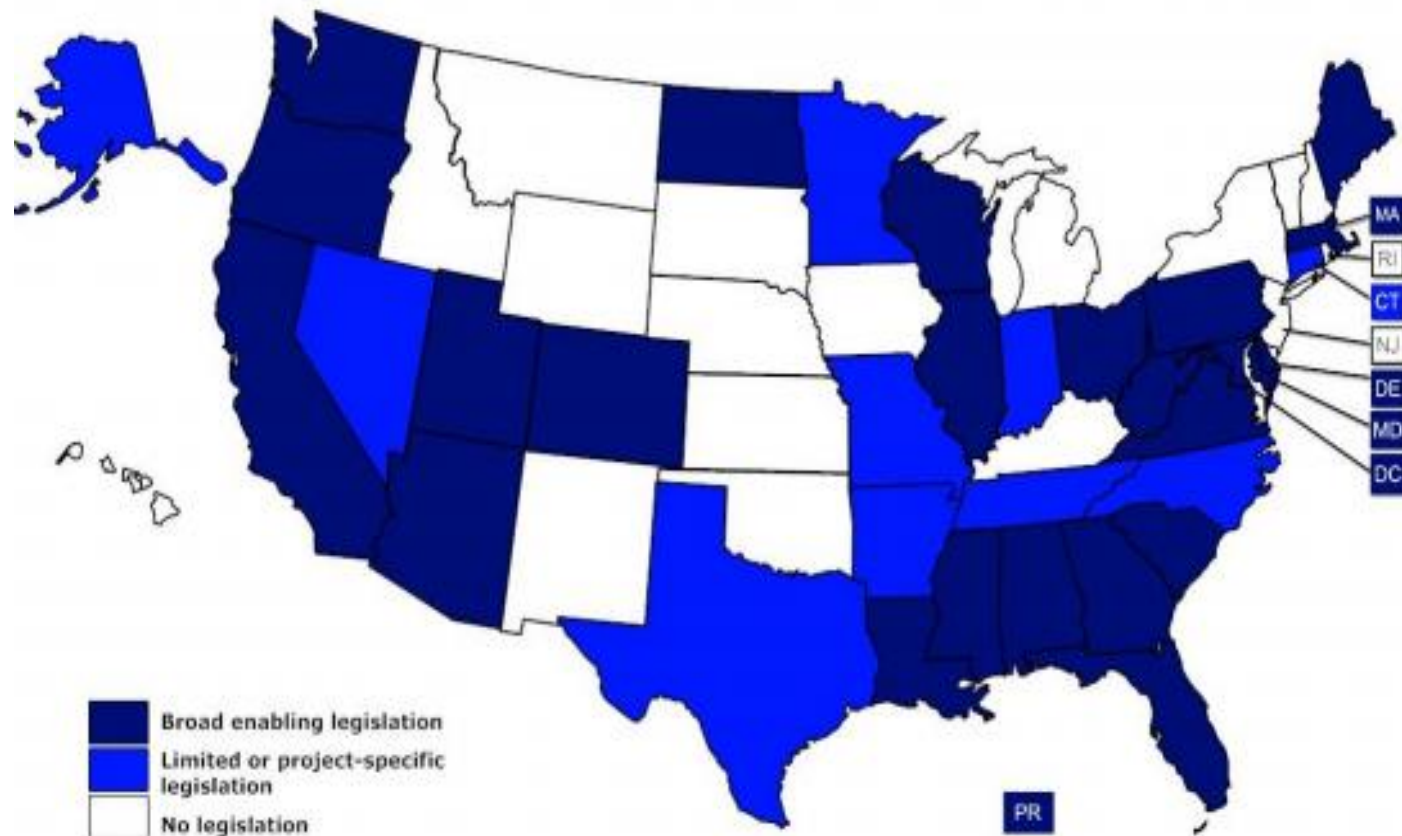 MA
RI
CT
NJ
DE
MD
DC
Broad enabling legislation
Limited or project-specific
legislation
No legislation
PR